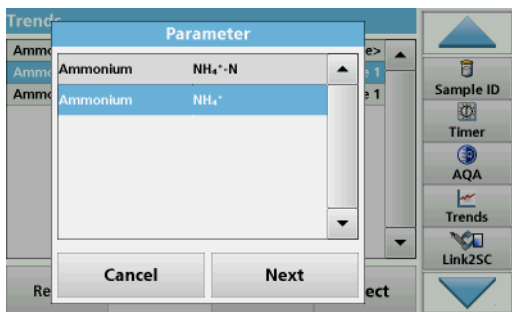 Trends
Parameter
Ammonium NH₄⁺-N
Ammonium NH₄⁺
Cancel Next
Sample ID
Timer
AQA
Trends
Link2SC